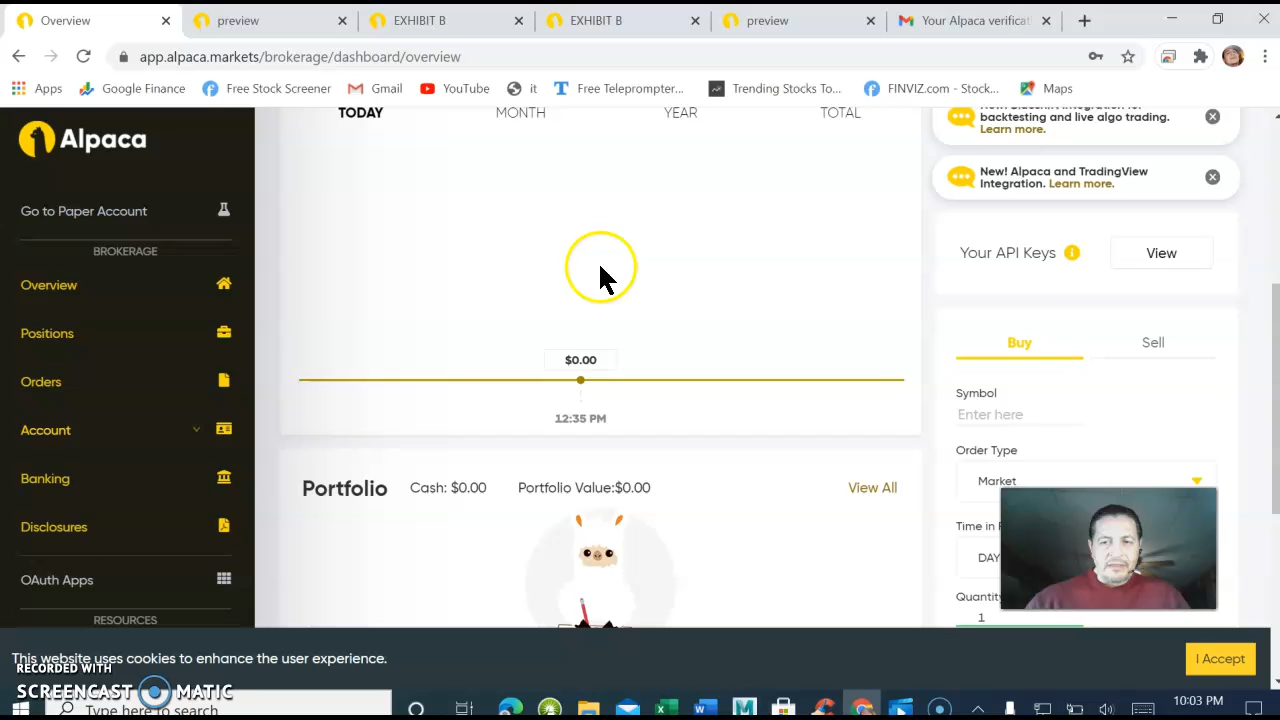 Overview
preview
EXHIBIT B
EXHIBIT B
preview
Your Alpaca verificat
app.alpaca.markets/brokerage/dashboard/overview
Apps
Google Finance
Free Stock Screener
Gmail
YouTube
it
Free Teleprompter...
Trending Stocks To...
FINVIZ.com - Stock...
Maps
Alpaca
Go to Paper Account
BROKERAGE
Overview
Positions
Orders
Account
Banking
Disclosures
OAuth Apps
RESOURCES
TODAY
MONTH
YEAR
TOTAL
$0.00
12:35 PM
Portfolio
Cash: $0.00
Portfolio Value:$0.00
View All
backtesting and live algo trading.
Learn more.
New! Alpaca and TradingView
Integration. Learn more.
Your API Keys
View
Buy
Sell
Symbol
Enter here
Order Type
Market
Time in F
DAY
Quantity
1
This website uses cookies to enhance the user experience.
I Accept
RECORDED WITH
SCREENCAST MATIC
Type here to search
10:03 PM